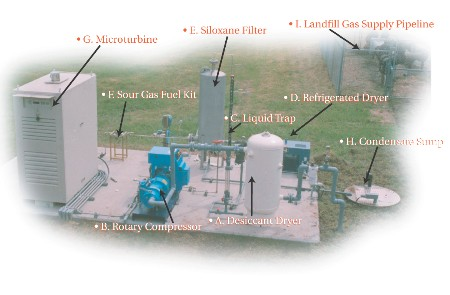 • I. Landfill Gas Supply Pipeline
• E. Siloxane Filter
• G. Microturbine
• F. Sour Gas Fuel Kit
• D. Refrigerated Dryer
• C. Liquid Trap
• H. Condensate Sump
• A. Desiccant Dryer
• B. Rotary Compressor